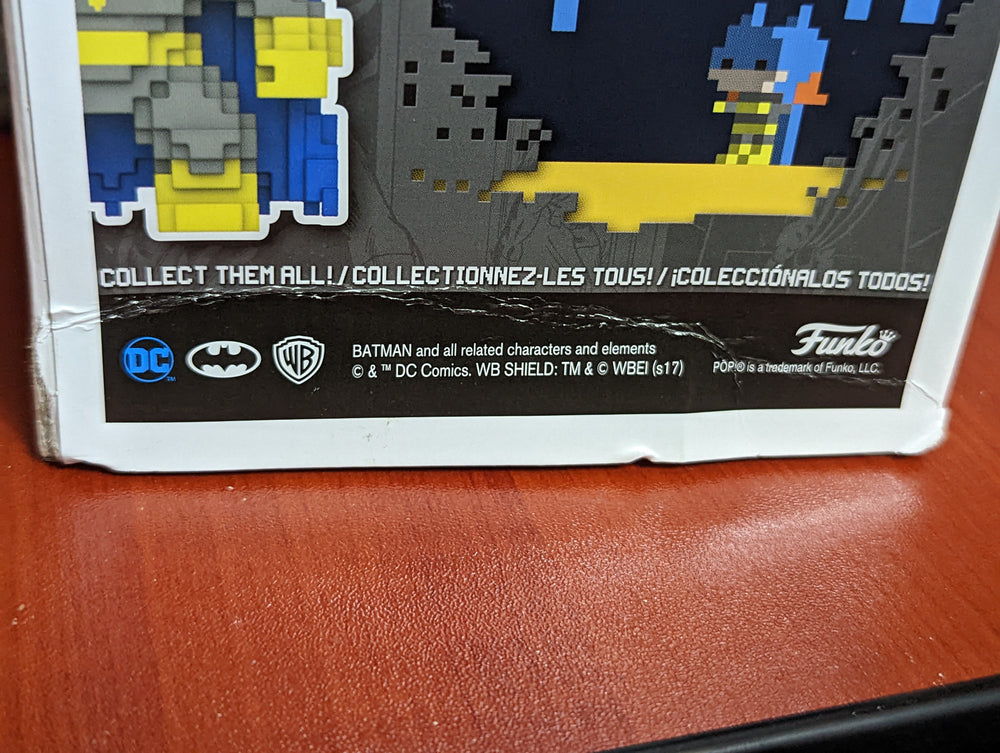 COLLECT THEM ALL! / COLLECTIONNEZ-LES TOUS! / ¡COLECCIÓNALOS TODOS!
DC TM
WB
BATMAN and all related characters and elements
© & ™ DC Comics. WB SHIELD: TM & © WBEI (s17)
Funko
POP!® is a trademark of Funko, LLC.